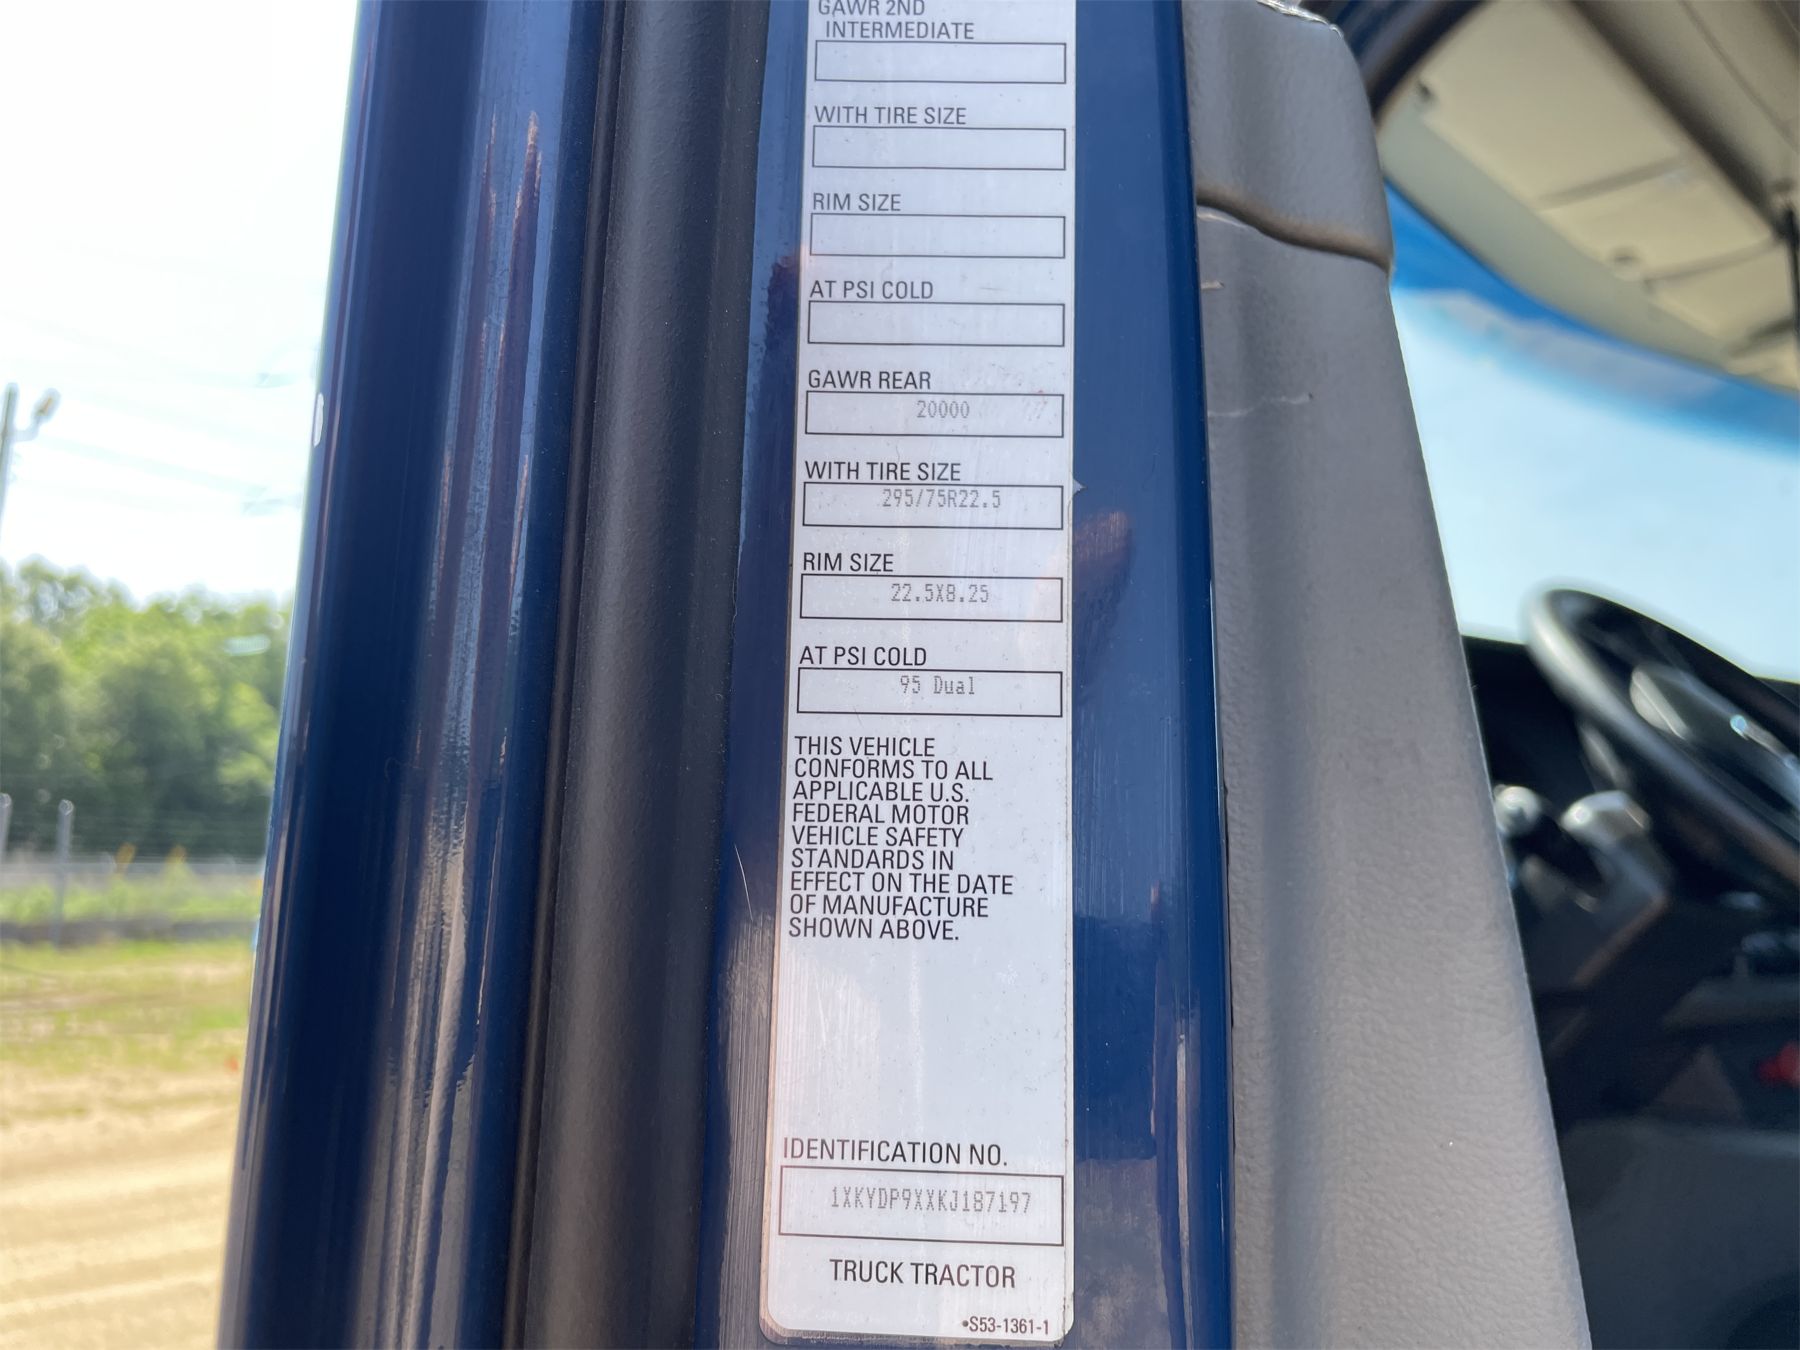 GAWR 2ND
INTERMEDIATE
WITH TIRE SIZE
RIM SIZE
AT PSI COLD
GAWR REAR
20000
WITH TIRE SIZE
295/75R22.5
RIM SIZE
22.5X8.25
AT PSI COLD
95 Dual
THIS VEHICLE
CONFORMS TO ALL
APPLICABLE U.S.
FEDERAL MOTOR
VEHICLE SAFETY
STANDARDS IN
EFFECT ON THE DATE
OF MANUFACTURE
SHOWN ABOVE.
IDENTIFICATION NO.
1XKYDP9XXKJ187197
TRUCK TRACTOR
•S53-1361-1